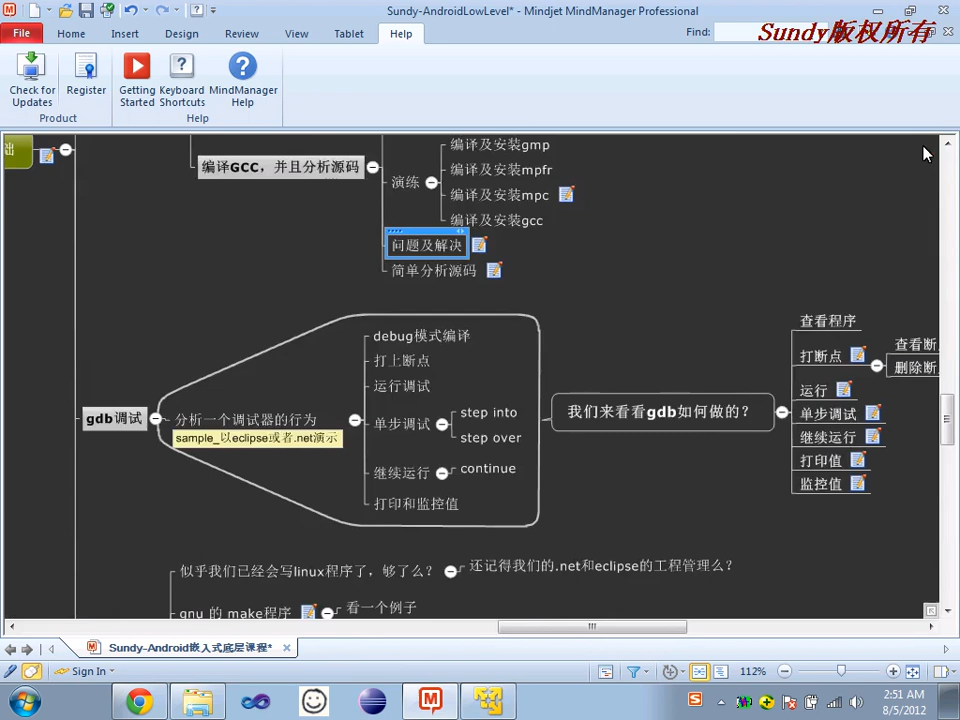 Sundy-AndroidLowLevel* - Mindjet MindManager Professional
File
Home
Insert
Design
Review
View
Tablet
Help
Find:
Sundy版权所有
Check for Updates
Register
Getting Started
Keyboard Shortcuts
MindManager Help
Product
Help
础
编译GCC，并且分析源码
演练
编译及安装gmp
编译及安装mpfr
编译及安装mpc
编译及安装gcc
问题及解决
简单分析源码
gdb调试
分析一个调试器的行为
sample_以eclipse或者.net演示
debug模式编译
打上断点
运行调试
单步调试
step into
step over
继续运行
continue
打印和监控值
我们来看看gdb如何做的？
查看程序
打断点
查看断
删除断
运行
单步调试
继续运行
打印值
监控值
似乎我们已经会写linux程序了，够了么？
还记得我们的.net和eclipse的工程管理么？
gnu 的 make程序
看一个例子
Sundy-Android嵌入式底层课程*
Sign In
112%
2:51 AM
8/5/2012